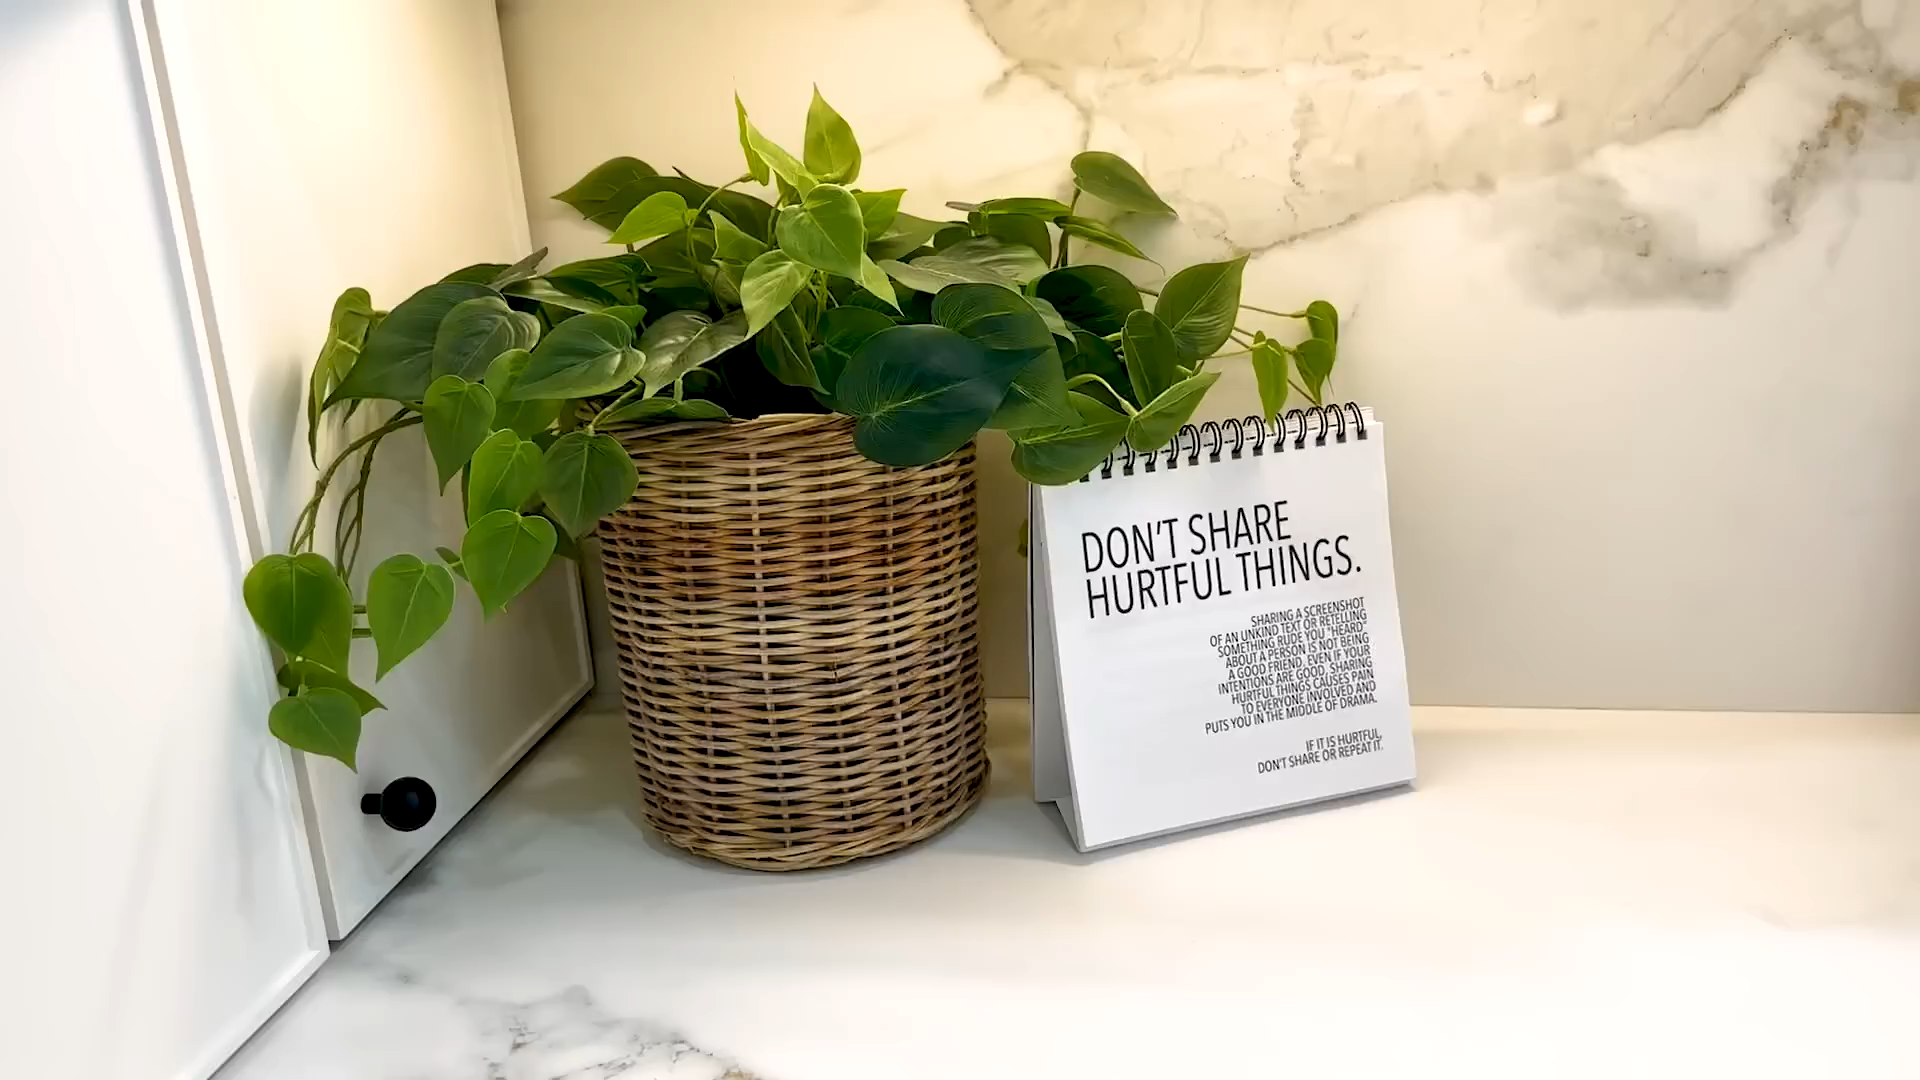 DON'T SHARE
HURTFUL THINGS.
SHARING A SCREENSHOT
OF AN UNKIND TEXT OR RETELLING
SOMETHING RUDE YOU "HEARD"
ABOUT A PERSON IS NOT BEING
A GOOD FRIEND. EVEN IF YOUR
INTENTIONS ARE GOOD, SHARING
HURTFUL THINGS CAUSES PAIN
TO EVERYONE INVOLVED AND
PUTS YOU IN THE MIDDLE OF DRAMA.
IF IT IS HURTFUL,
DON'T SHARE OR REPEAT IT.